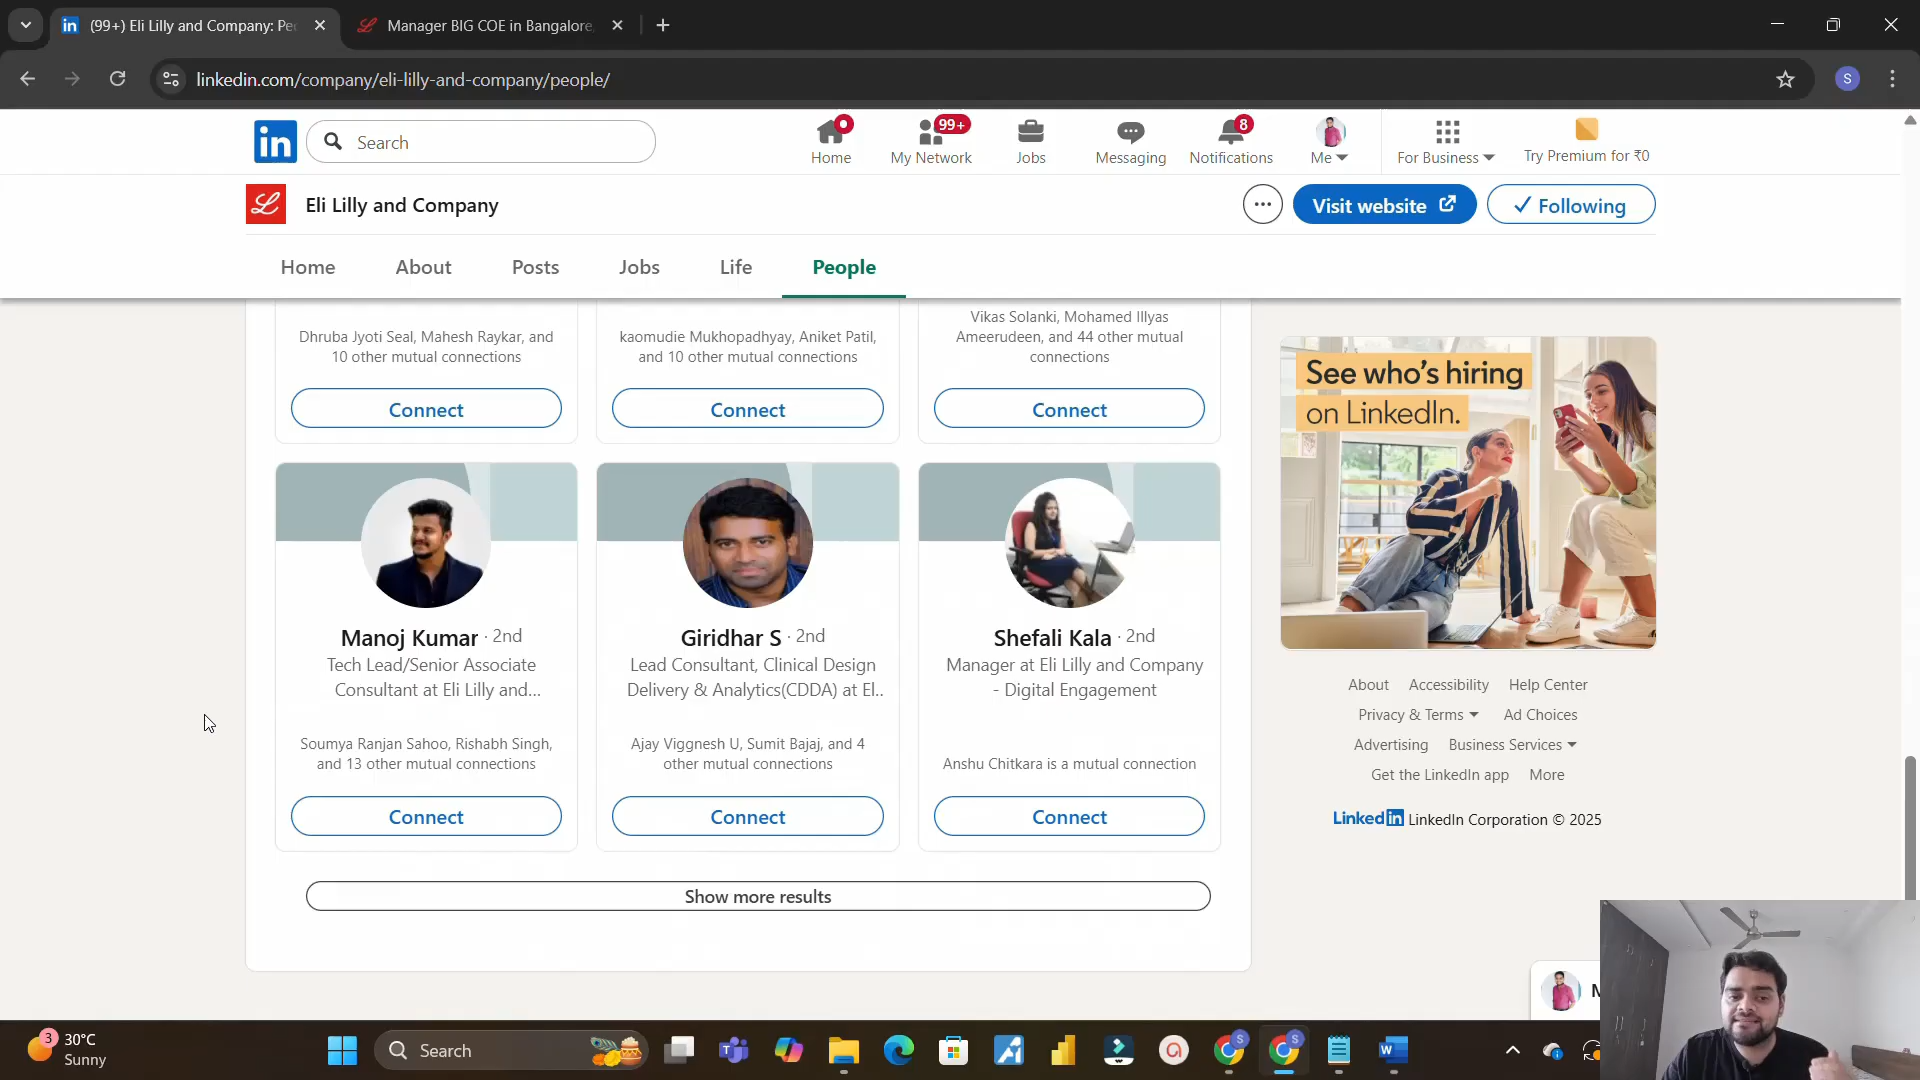 (99+) Eli Lilly and Company: Pe
Manager BIG COE in Bangalore,
linkedin.com/company/eli-lilly-and-company/people/
S
in
Search
Home
99+
My Network
Jobs
Messaging
8
Notifications
Me
For Business
Try Premium for ₹0
Eli Lilly and Company
Visit website
Following
Home
About
Posts
Jobs
Life
People
Dhruba Jyoti Seal, Mahesh Raykar, and
10 other mutual connections
Connect
kaomudie Mukhopadhyay, Aniket Patil,
and 10 other mutual connections
Connect
Vikas Solanki, Mohamed Illyas
Ameerudeen, and 44 other mutual
connections
Connect
Manoj Kumar · 2nd
Tech Lead/Senior Associate
Consultant at Eli Lilly and...
Soumya Ranjan Sahoo, Rishabh Singh,
and 13 other mutual connections
Connect
Giridhar S · 2nd
Lead Consultant, Clinical Design
Delivery & Analytics(CDDA) at El..
Ajay Viggnesh U, Sumit Bajaj, and 4
other mutual connections
Connect
Shefali Kala · 2nd
Manager at Eli Lilly and Company
- Digital Engagement
Anshu Chitkara is a mutual connection
Connect
Show more results
See who's hiring
on LinkedIn.
About Accessibility Help Center
Privacy & Terms Ad Choices
Advertising Business Services
Get the LinkedIn app More
LinkedIn LinkedIn Corporation © 2025
M
3
30°C
Sunny
Search